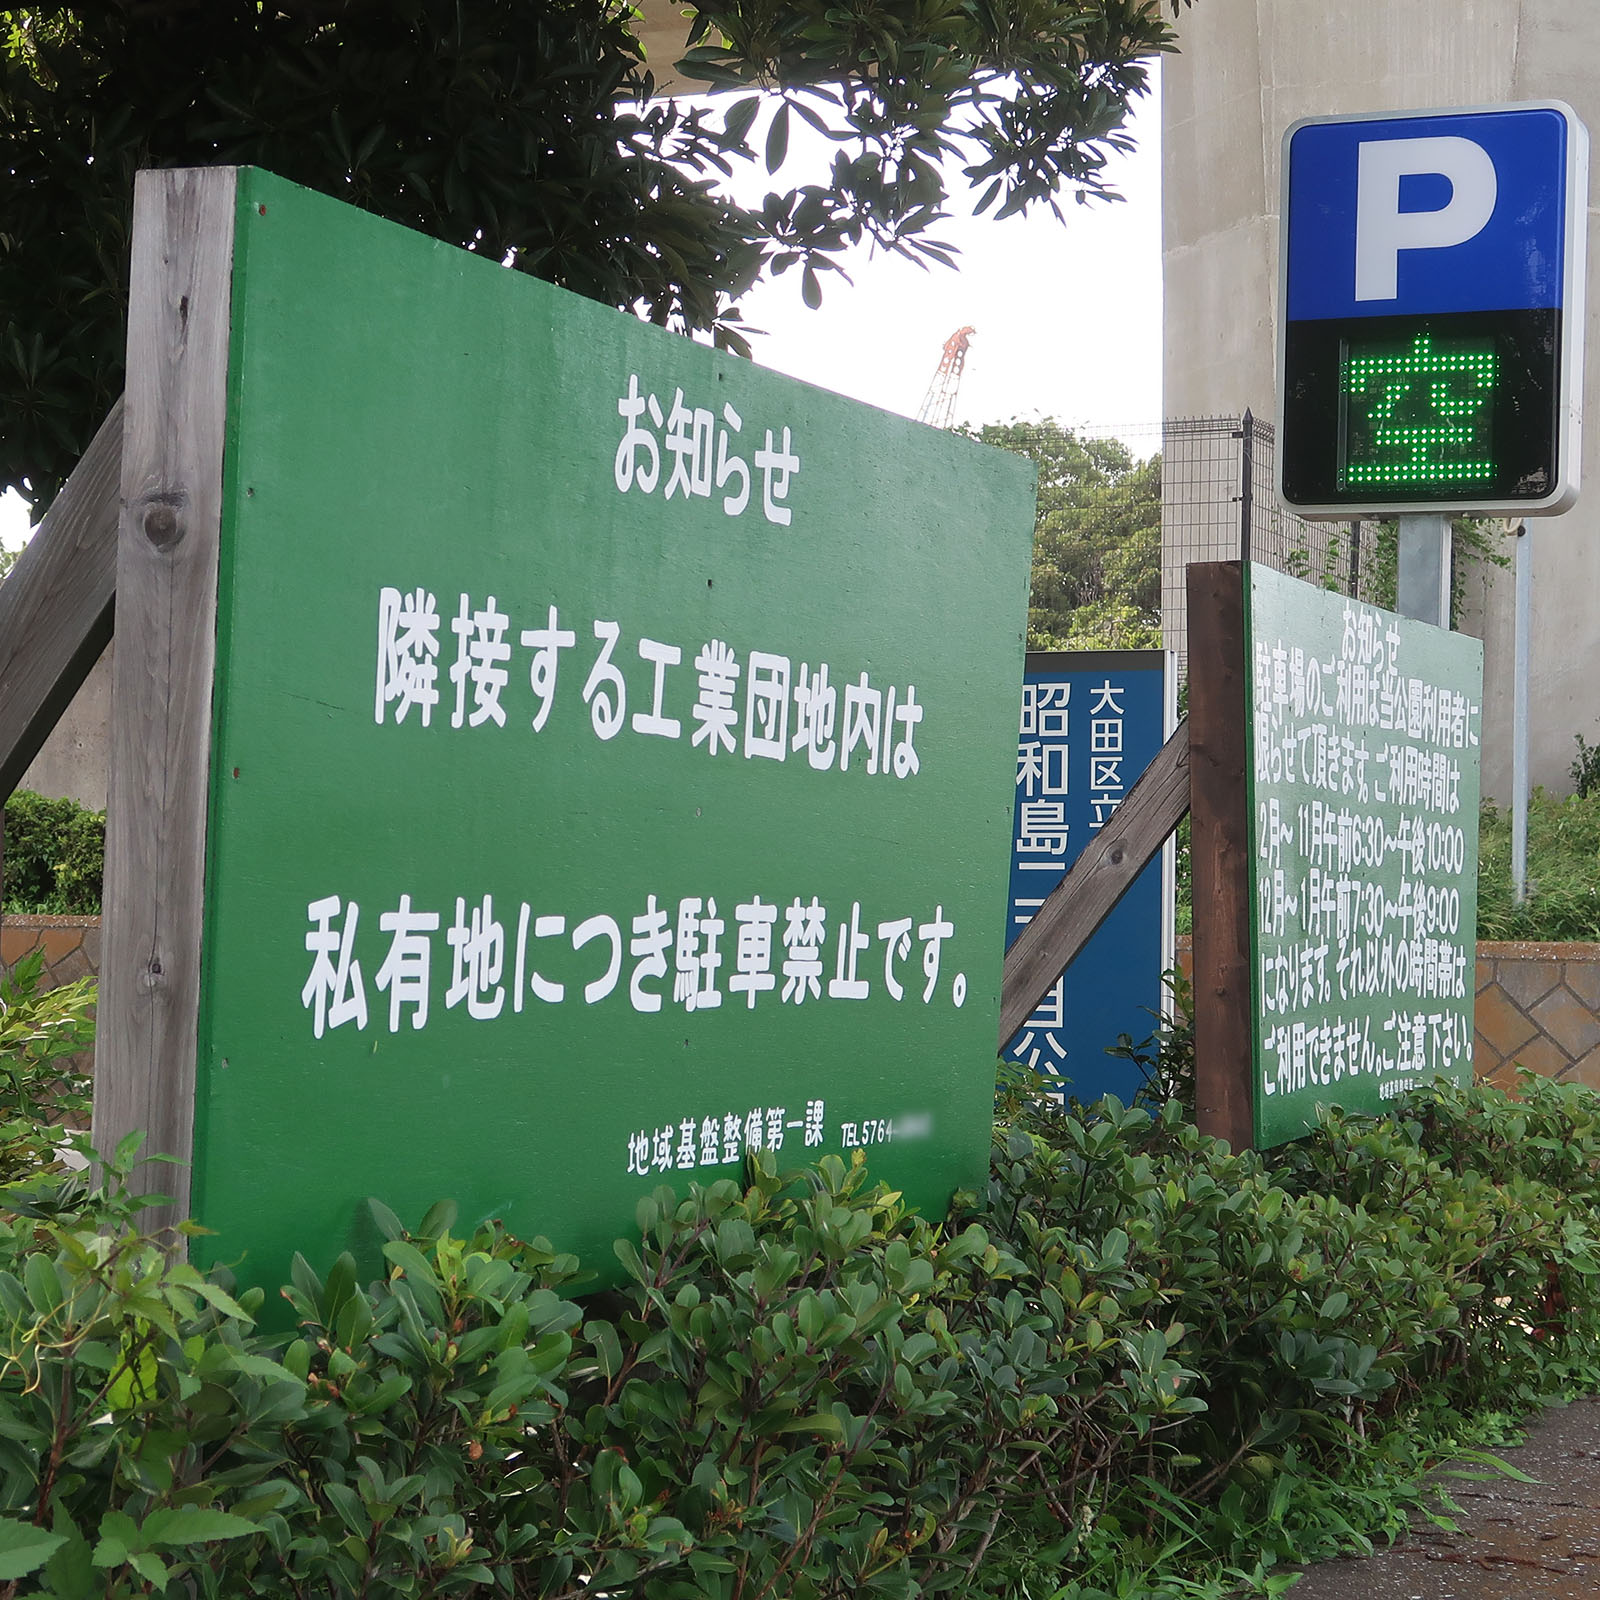 お知らせ
隣接する工業団地内は
私有地につき駐車禁止です。
地域基盤整備第一課 TEL5764-
大田区立
昭和島二丁目公
P
空
お知らせ
駐車場のご利用は当公園利用者に
限らせて頂きます。ご利用時間は
2月〜11月午前6:30〜午後10:00
12月〜1月午前7:30〜午後9:00
になります。それ以外の時間帯は
ご利用できません。ご注意下さい。